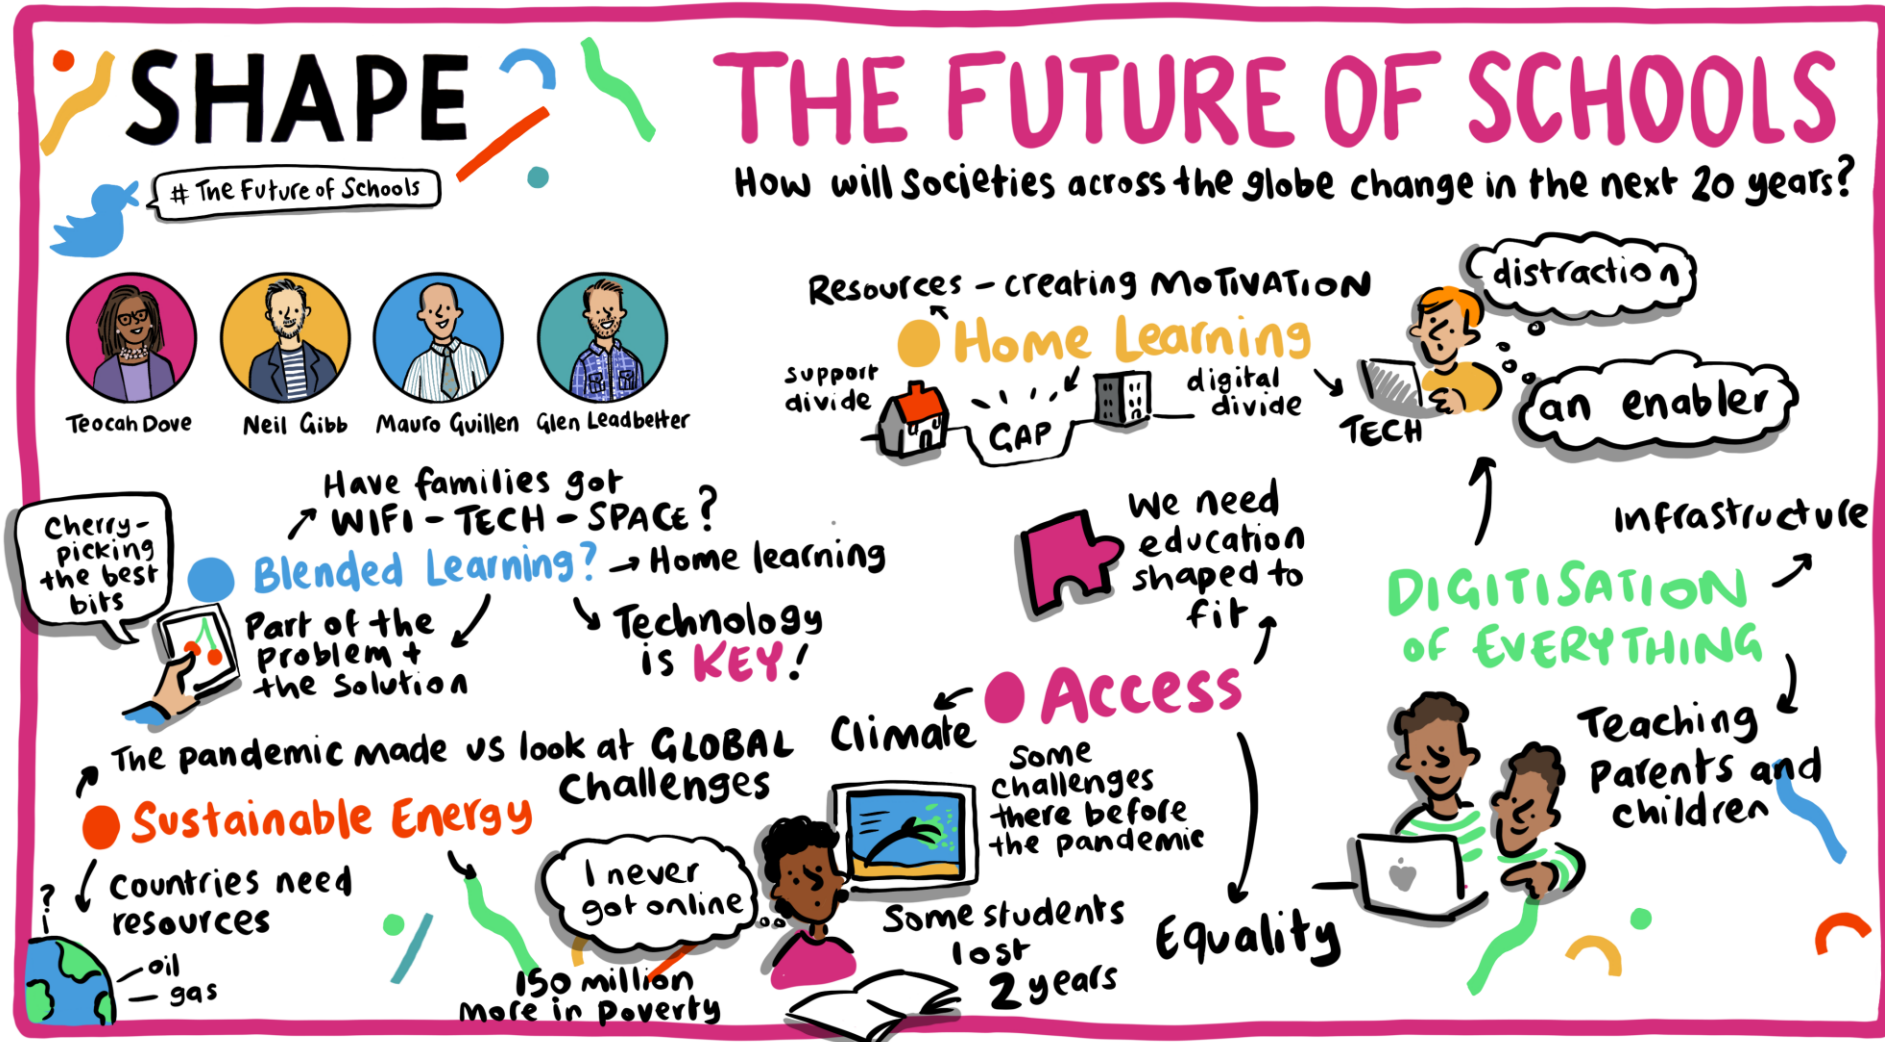 SHAPE
# The Future of Schools
THE FUTURE OF SCHOOLS
How will Societies across the globe change in the next 20 years?
Teocah Dove
Neil Gibb
Mauro Guillen
Glen Leadbetter
Resources - creating MOTIVATION
Home Learning
support
divide
GAP
digital
divide
TECH
distraction
an enabler
Have families got
WIFI - TECH - SPACE?
Cherry-
picking
the best
bits
Blended Learning?
Home learning
Part of the
problem +
the solution
Technology
is KEY!
We need
education
shaped to
fit
Infrastructure
DIGITISATION
OF EVERYTHING
Teaching
parents and
children
Access
Climate
Some
challenges
there before
the pandemic
Equality
The pandemic made us look at GLOBAL
Challenges
Sustainable Energy
Countries need
resources
?
oil
gas
I never
got online
150 million
more in poverty
Some students
lost
2 years